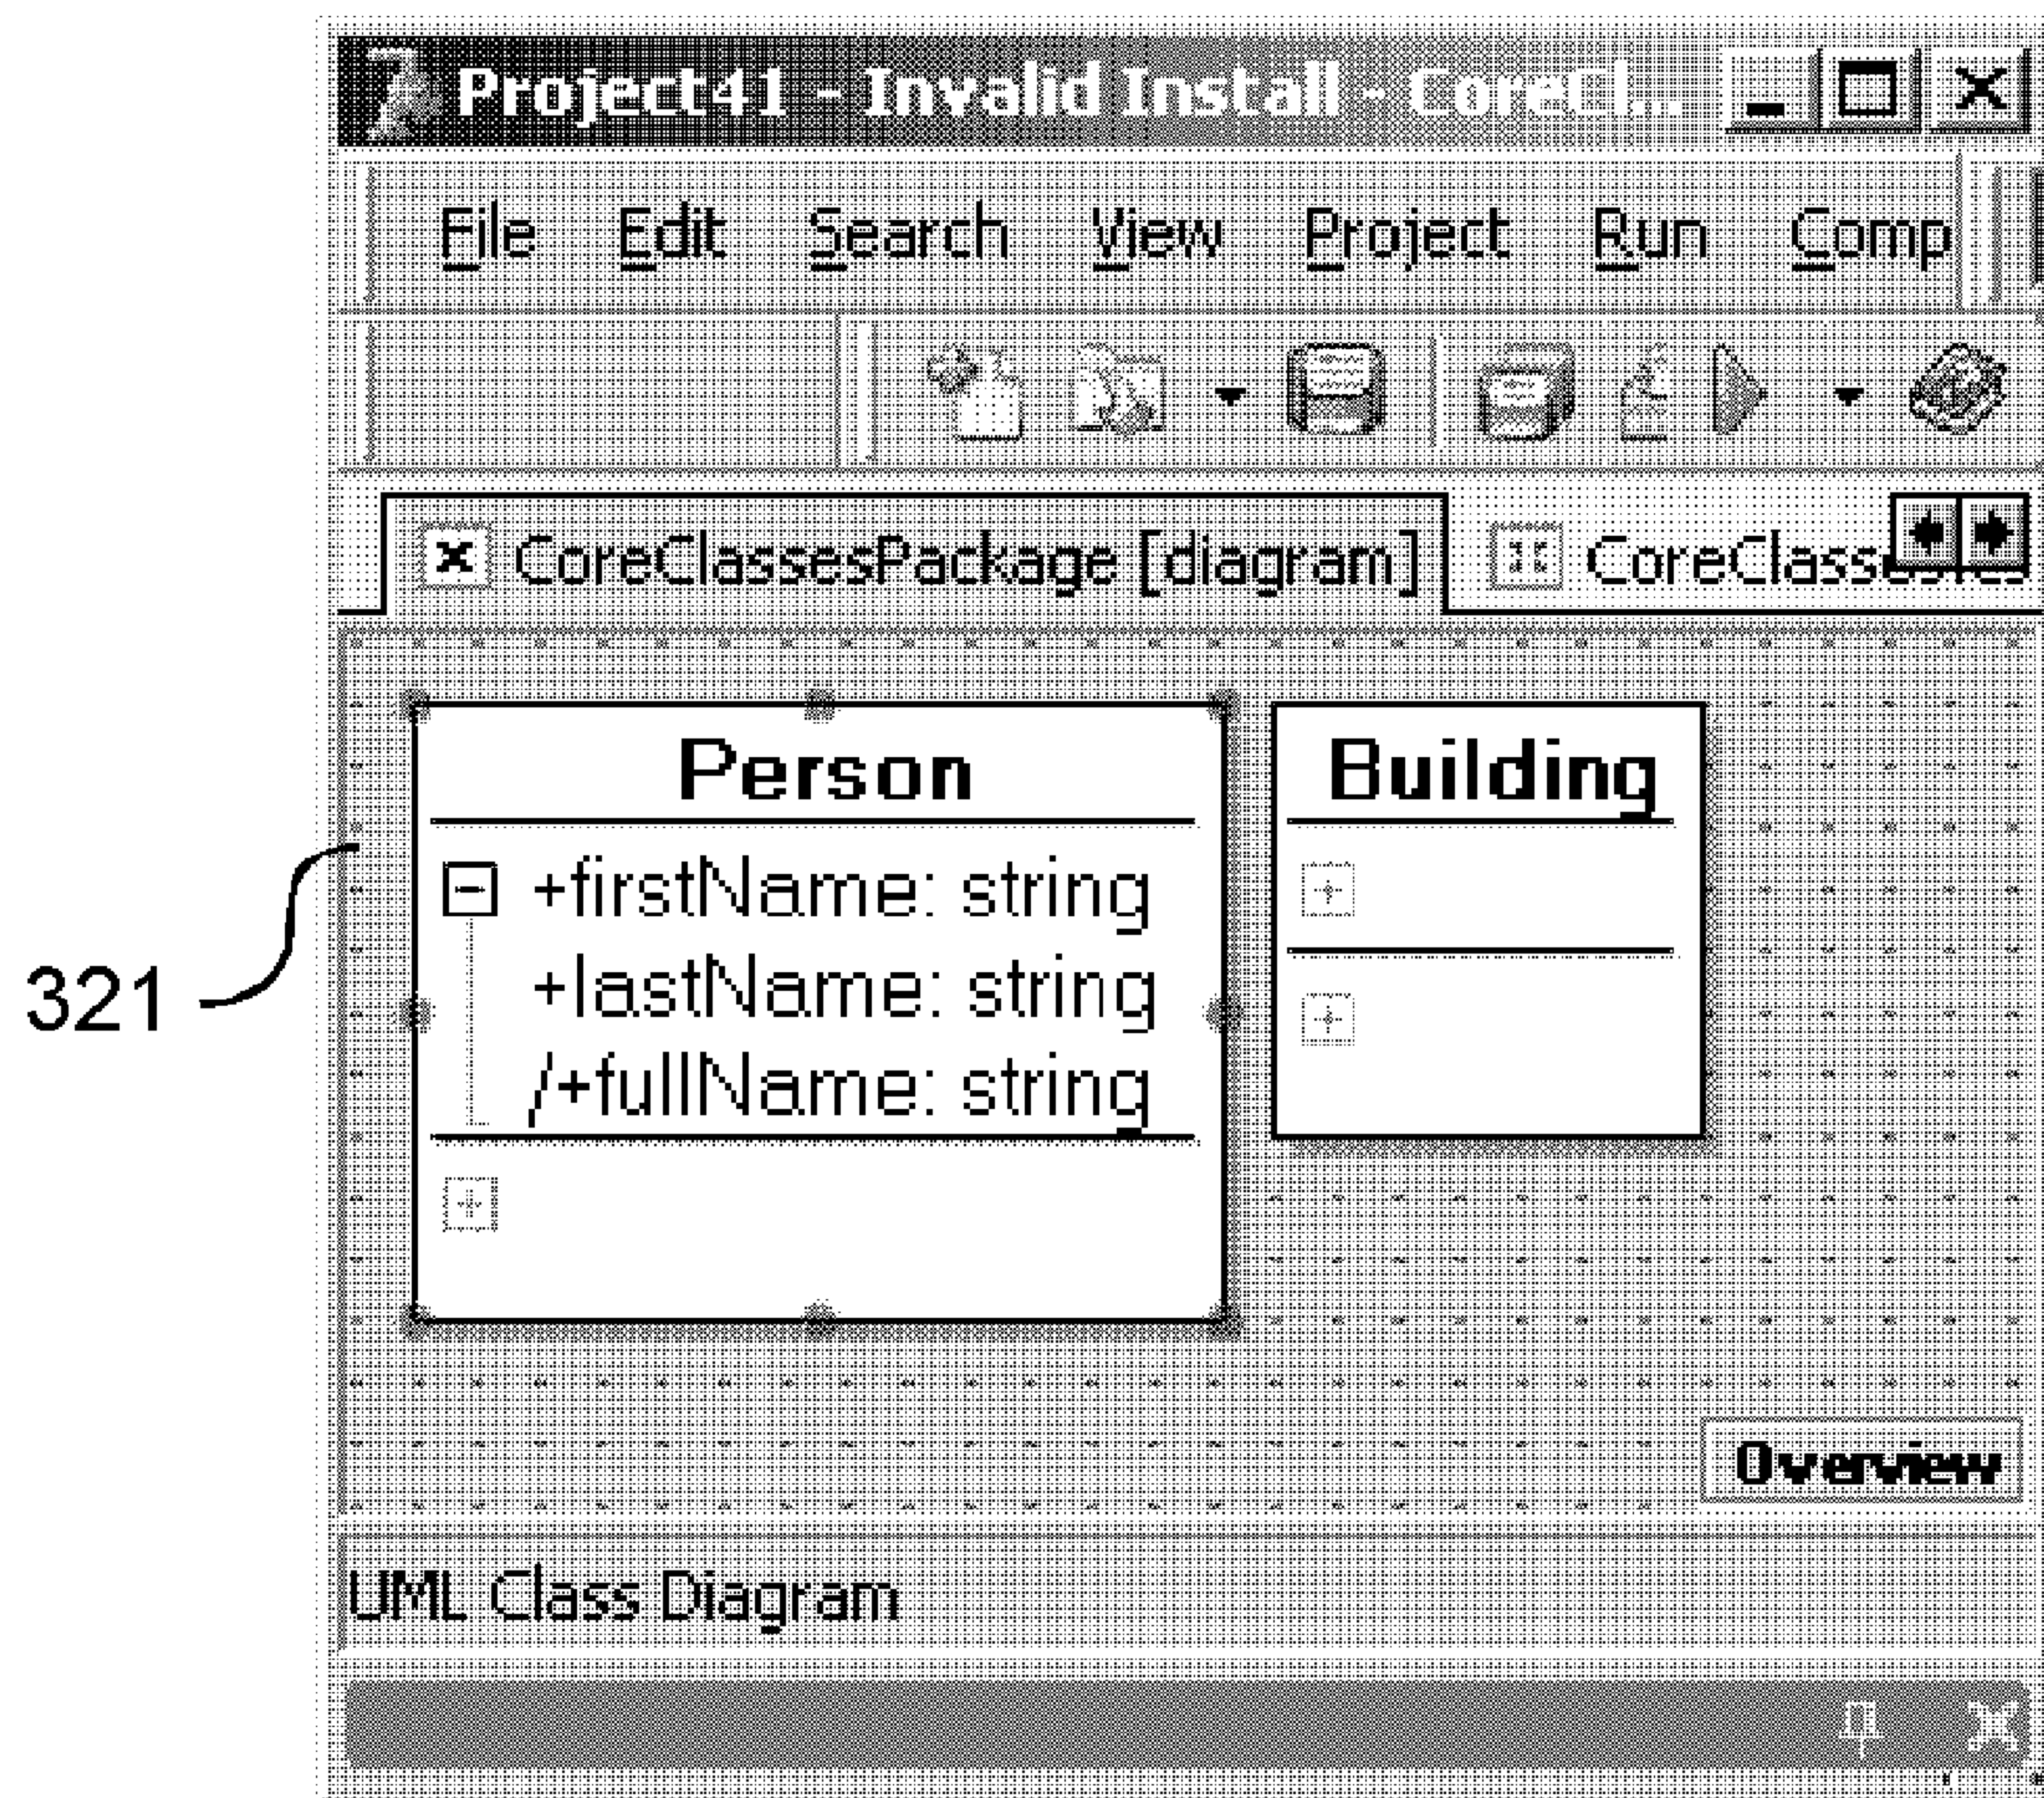 Project41 - Invalid Install - CoreCl...
File Edit Search View Project Run Comp
CoreClassesPackage [diagram] CoreClasses
Person Building
+firstName: string
321
+lastName: string
/+fullName: string
Overview
UML Class Diagram